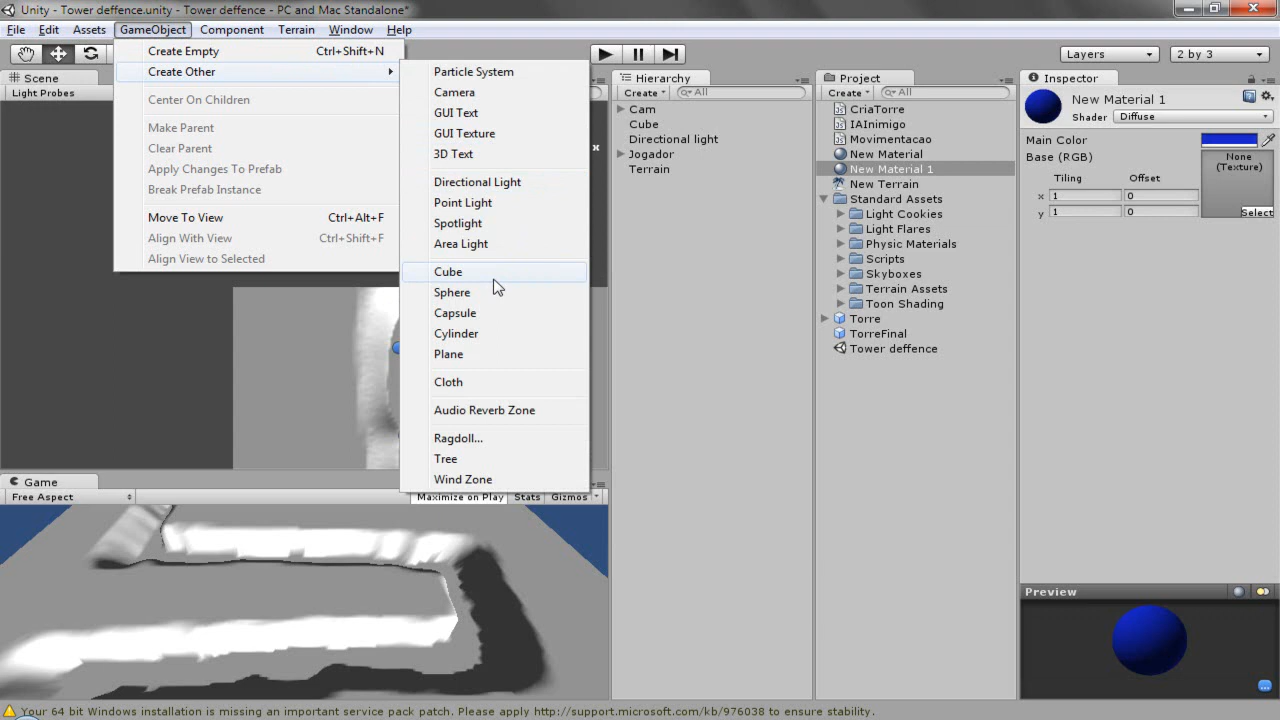 Unity - Tower deffence.unity - Tower deffence - PC and Mac Standalone*
File Edit Assets GameObject Component Terrain Window Help
Layers 2 by 3
Create Empty Ctrl+Shift+N
Create Other
Center On Children
Make Parent
Clear Parent
Apply Changes To Prefab
Break Prefab Instance
Move To View Ctrl+Alt+F
Align With View Ctrl+Shift+F
Align View to Selected
Particle System
Camera
GUI Text
GUI Texture
3D Text
Directional Light
Point Light
Spotlight
Area Light
Cube
Sphere
Capsule
Cylinder
Plane
Cloth
Audio Reverb Zone
Ragdoll...
Tree
Wind Zone
Scene
Light Probes
x
Game
Free Aspect Maximize on Play Stats Gizmos
Hierarchy
Create All
Cam
Cube
Directional light
Jogador
Terrain
Project
Create All
CriaTorre
IAInimigo
Movimentacao
New Material
New Material 1
New Terrain
Standard Assets
Light Cookies
Light Flares
Physic Materials
Scripts
Skyboxes
Terrain Assets
Toon Shading
Torre
TorreFinal
Tower deffence
Inspector
New Material 1
Shader Diffuse
Main Color
Base (RGB)
None
(Texture)
Tiling Offset
x 1 0
y 1 0
Select
Preview
Your 64 bit Windows installation is missing an important service pack patch. Please apply http://support.microsoft.com/kb/976038 to ensure stability.